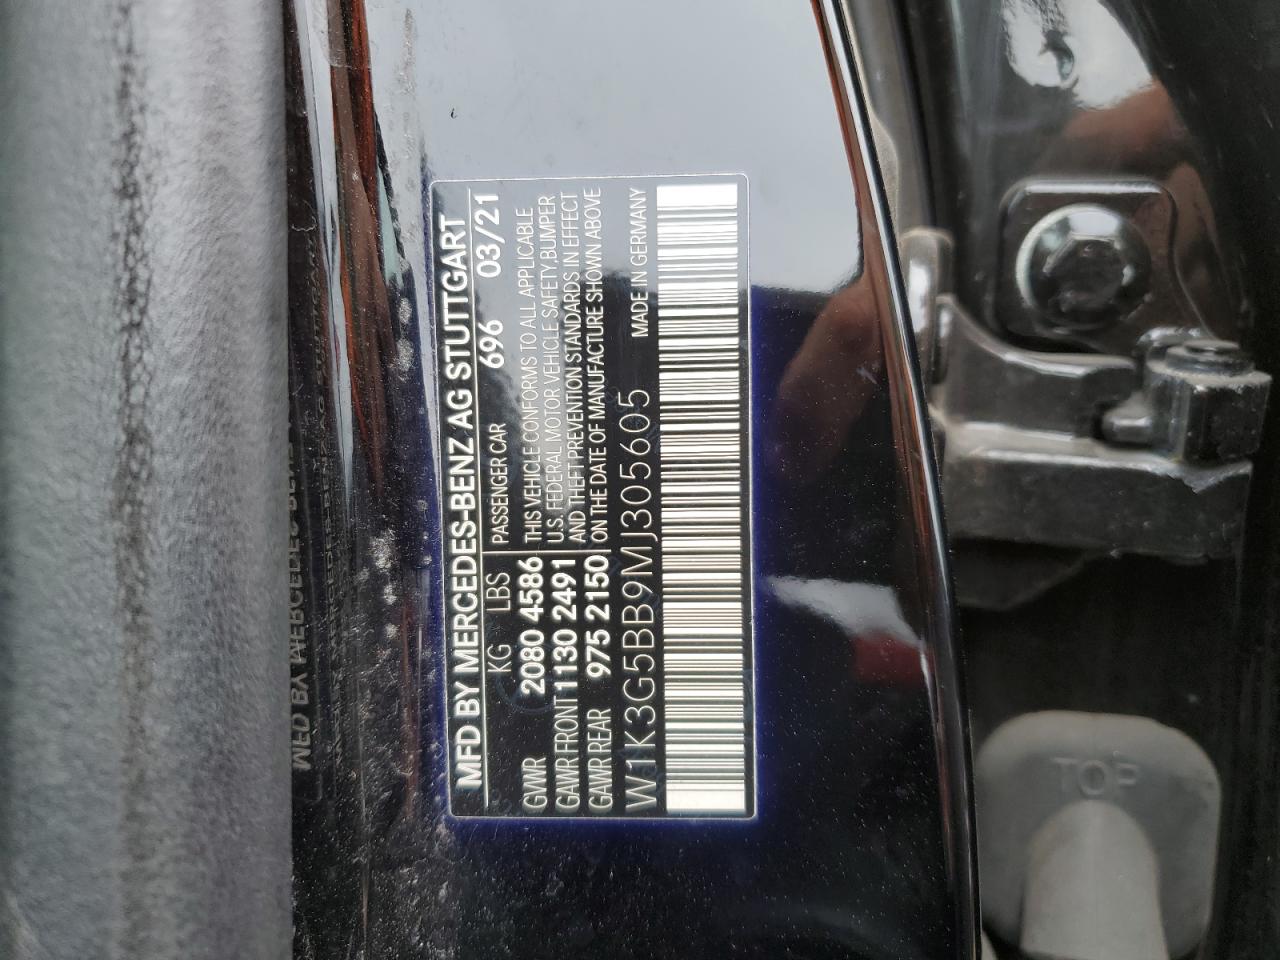 MFD BY MERCEDES-BENZ AG STUTTGART
KG LBS PASSENGER CAR 696 03/21
GVWR 2080 4586 THIS VEHICLE CONFORMS TO ALL APPLICABLE
GAWR FRONT 1130 2491 U.S. FEDERAL MOTOR VEHICLE SAFETY, BUMPER
AND THEFT PREVENTION STANDARDS IN EFFECT
GAWR REAR 975 2150 ON THE DATE OF MANUFACTURE SHOWN ABOVE
W1K3G5BB9MJ305605 MADE IN GERMANY
TOP